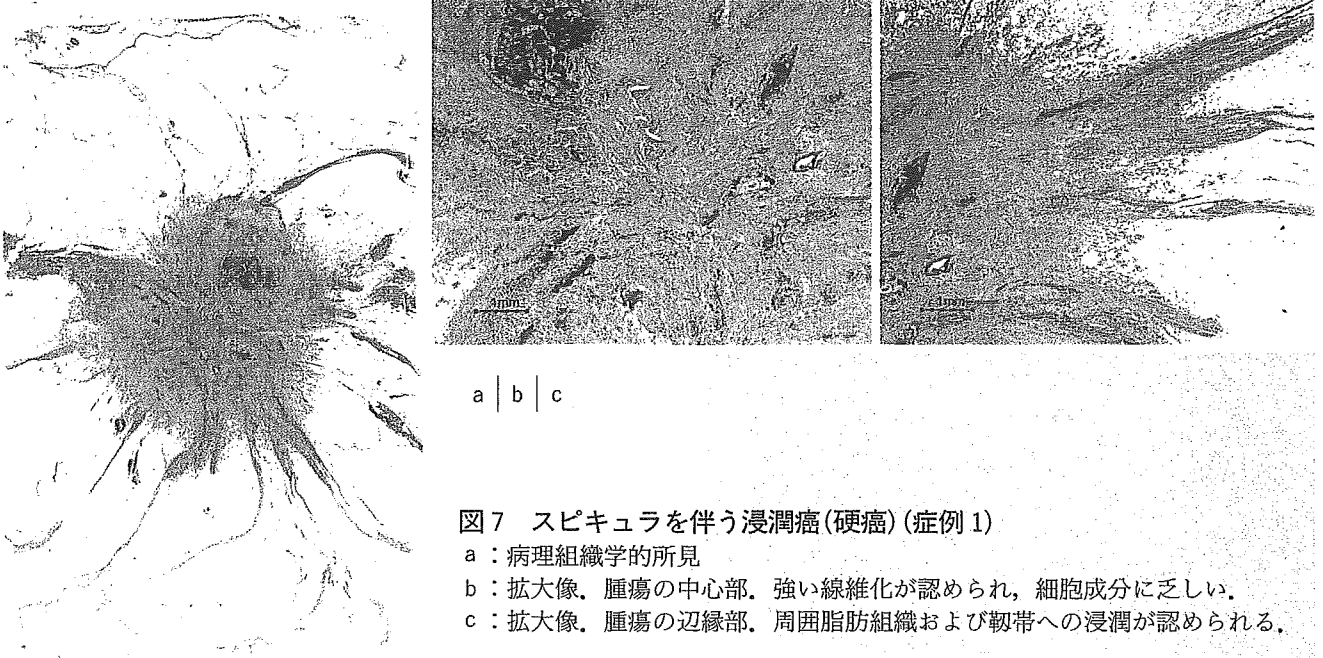 1mm
1mm
a | b | c
図7 スピキュラを伴う浸潤癌(硬癌)(症例1)
a：病理組織学的所見
b：拡大像．腫瘍の中心部．強い線維化が認められ，細胞成分に乏しい．
c：拡大像．腫瘍の辺縁部．周囲脂肪組織および靱帯への浸潤が認められる．